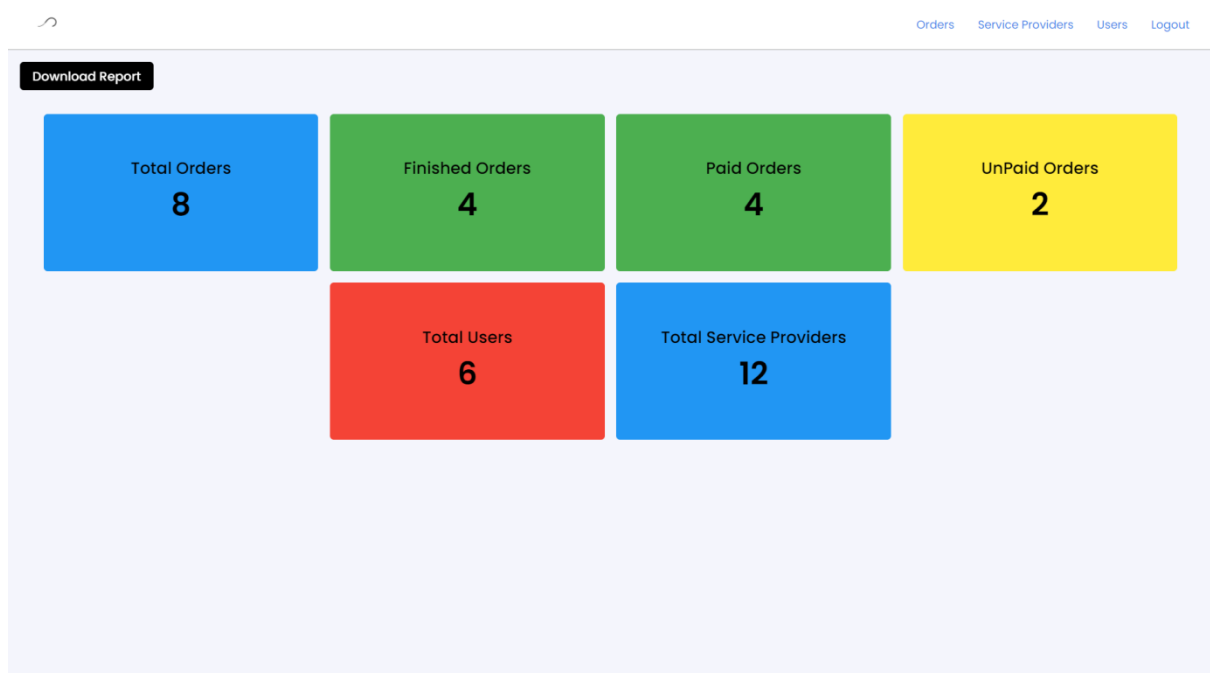 Orders Service Providers Users Logout
Download Report
Total Orders
8
Finished Orders
4
Paid Orders
4
UnPaid Orders
2
Total Users
6
Total Service Providers
12